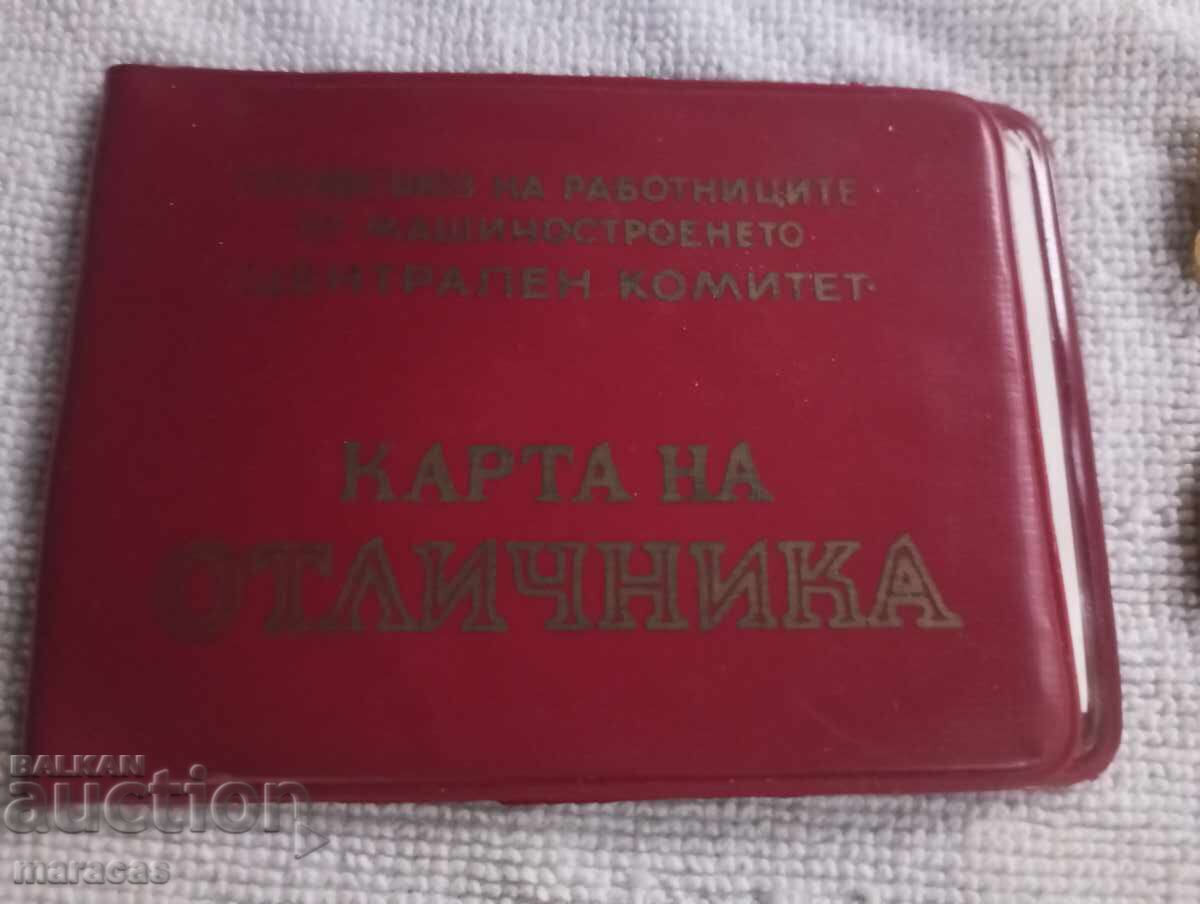 НА РАБОТНИЦИТЕ
МАШИНОСТРОЕНЕТО
ЦЕНТРАЛЕН КОМИТЕТ
КАРТА НА
ОТЛИЧНИКА
BALKAN
auction
maracas